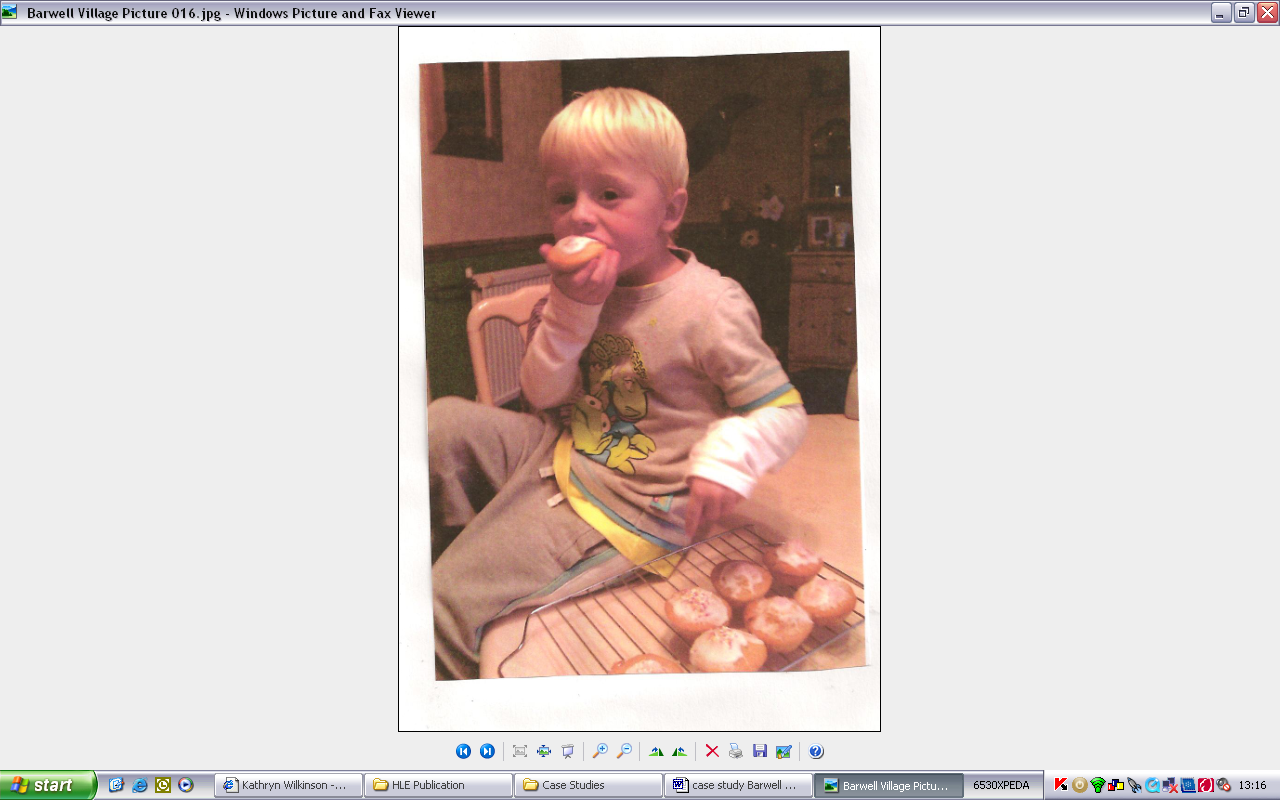 Barwell Village Picture 016.jpg - Windows Picture and Fax Viewer
start
Kathryn Wilkinson -...
HLE Publication
Case Studies
case study Barwell ...
Barwell Village Pictu...
6530XPEDA
13:16